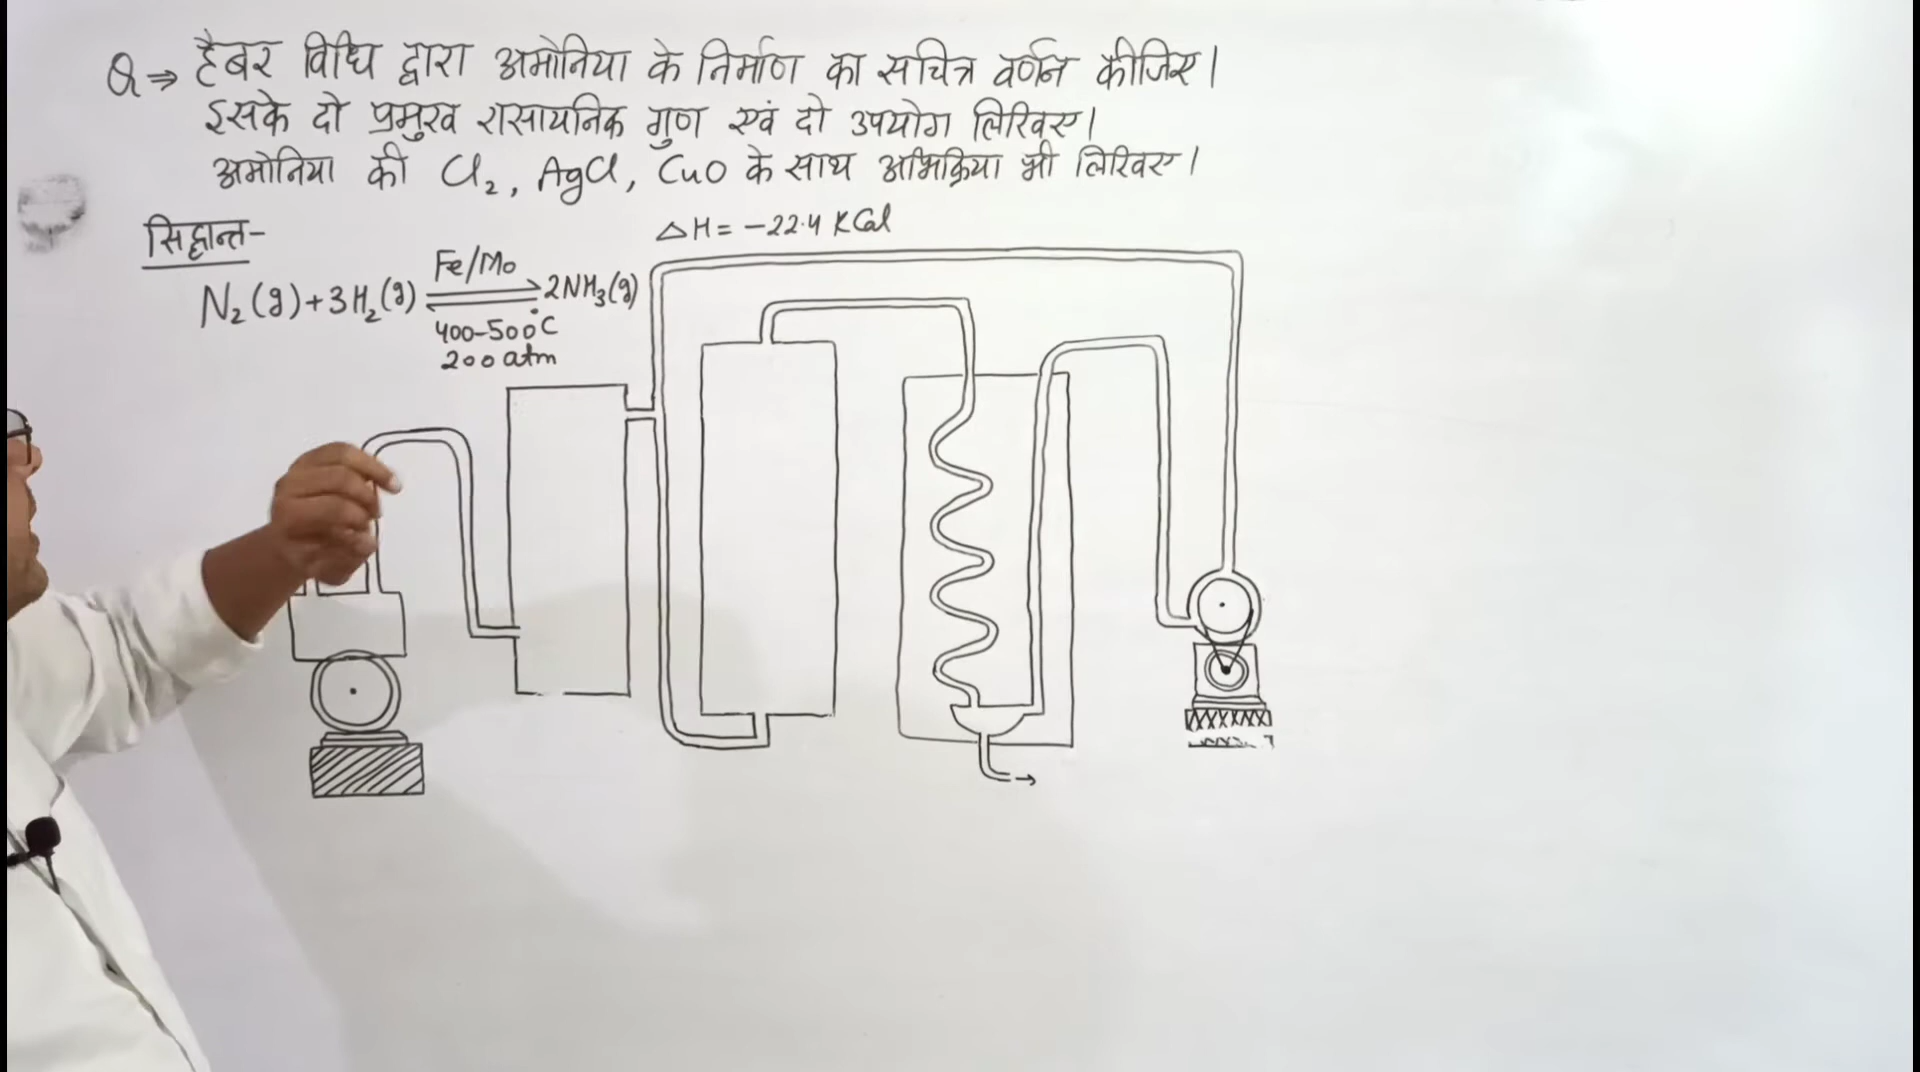 Q⇒ हैबर विधि द्वारा अमोनिया के निर्माण का सचित्र वर्णन कीजिए।
इसके दो प्रमुख रासायनिक गुण एवं दो उपयोग लिखिए।
अमोनिया की Cl₂, AgCl, CuO के साथ अभिक्रिया भी लिखिए।
सिद्धान्त-
△H = -22.4 KCal
N₂(g)+3H₂(g) ⇌ 2NH₃(g)
Fe/Mo
400-500°C
200 atm